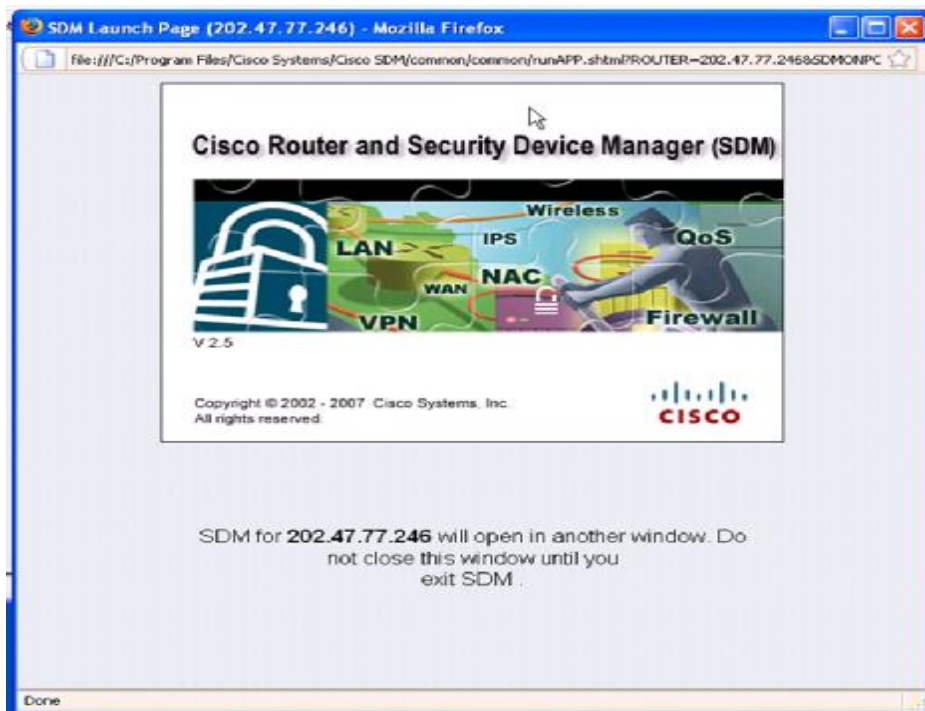 SDM Launch Page (202.47.77.246) - Mozilla Firefox
file:///C:/Program Files/Cisco Systems/Cisco SDM/common/common/runAPP.shtml?ROUTER=202.47.77.246&SDMONPC
Cisco Router and Security Device Manager (SDM)
Wireless
LAN
IPS
QoS
WAN
NAC
VPN
Firewall
V 2.5
Copyright © 2002 - 2007 Cisco Systems, Inc.
All rights reserved.
CISCO
SDM for 202.47.77.246 will open in another window. Do
not close this window until you
exit SDM .
Done